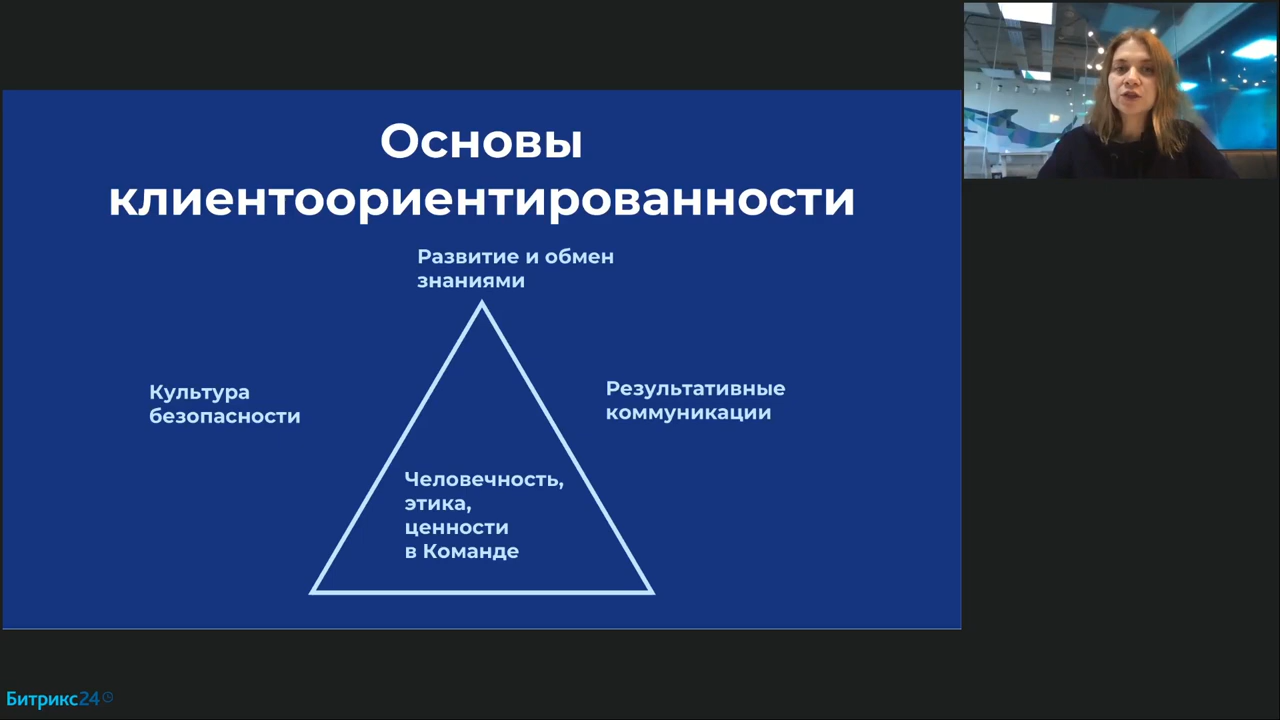 Основы
клиентоориентированности
Развитие и обмен
знаниями
Культура
безопасности
Результативные
коммуникации
Человечность,
этика,
ценности
в Команде
Битрикс24